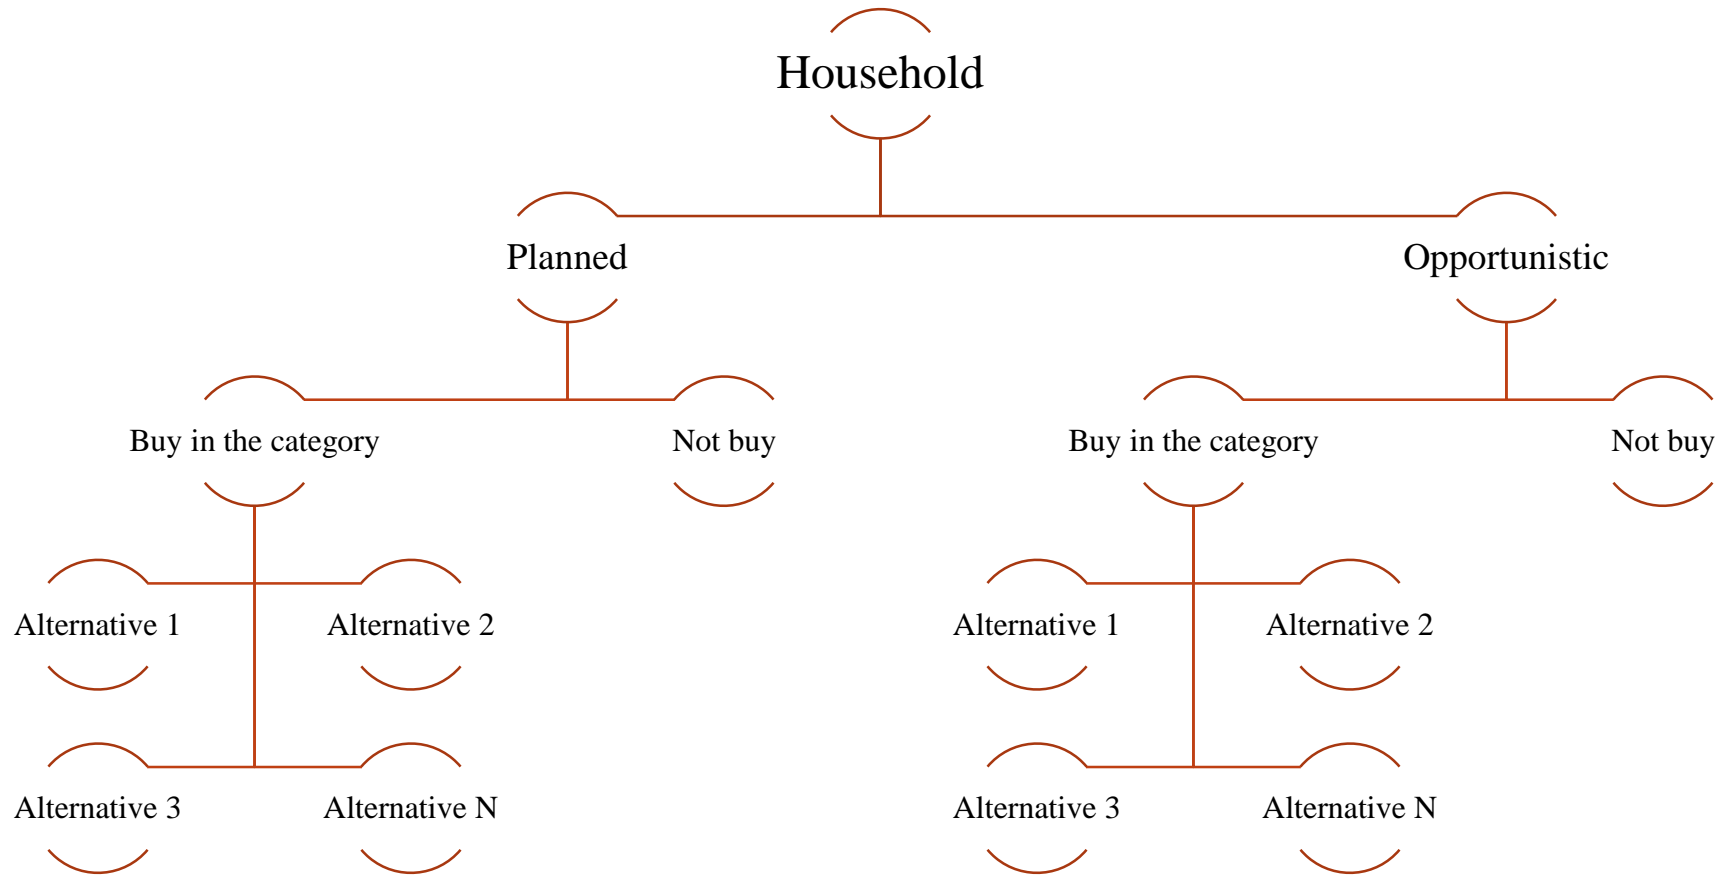 Household
Planned
Opportunistic
Buy in the category
Not buy
Buy in the category
Not buy
Alternative 1
Alternative 2
Alternative 1
Alternative 2
Alternative 3
Alternative N
Alternative 3
Alternative N